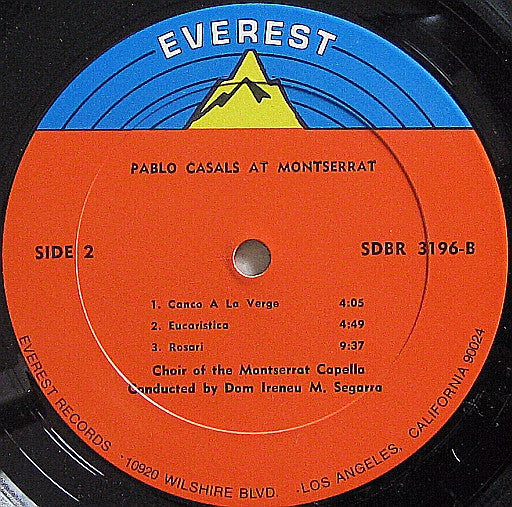 EVEREST
PABLO CASALS AT MONTSERRAT
SIDE 2
SDBR 3196-B
1. Canco A La Verge 4:05
2. Eucaristica 4:49
3. Rosari 9:37
Choir of the Montserrat Capella
Conducted by Dom Ireneu M. Segarra
EVEREST RECORDS · 10920 WILSHIRE BLVD. · LOS ANGELES, CALIFORNIA 90024